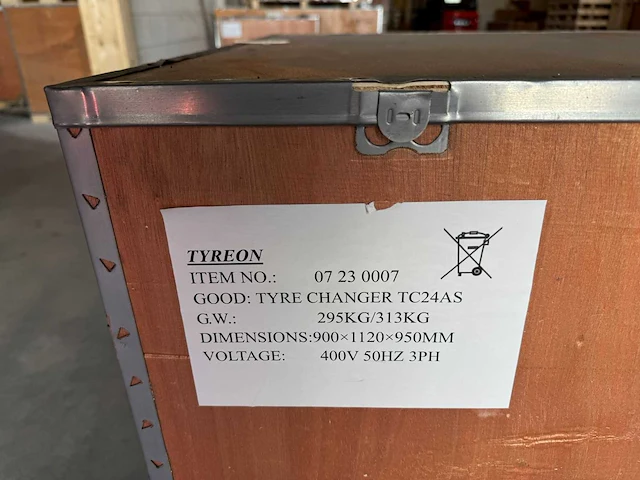 TYREON
ITEM NO.: 07 23 0007
GOOD: TYRE CHANGER TC24AS
G.W.: 295KG/313KG
DIMENSIONS:900×1120×950MM
VOLTAGE: 400V 50HZ 3PH